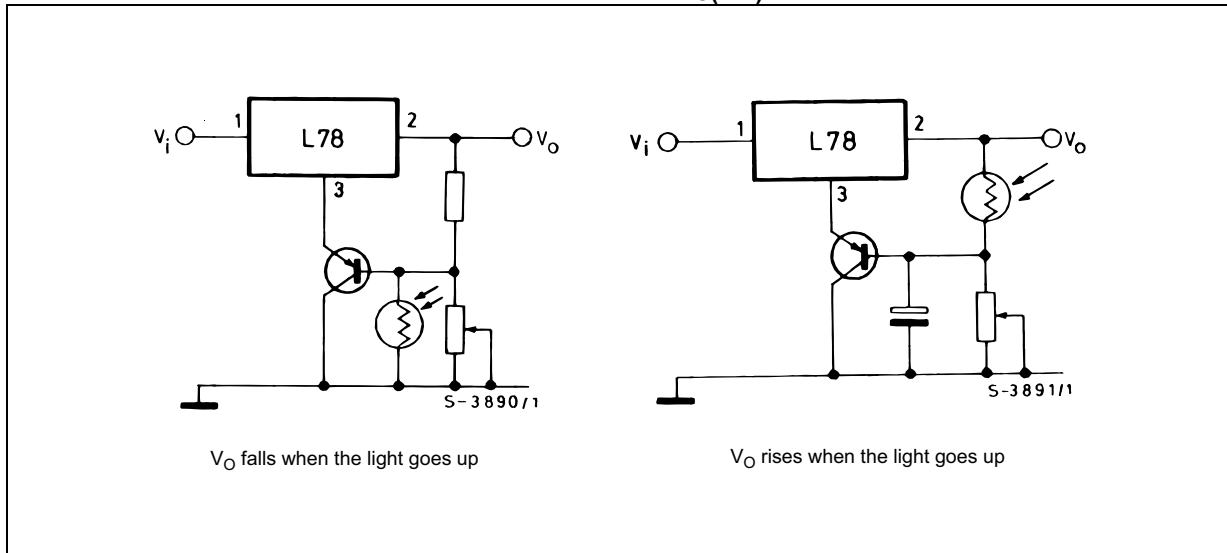 V_i
1
L78
2
V_O
3
S-3890/1
V_O falls when the light goes up
V_i
1
L78
2
V_O
3
S-3891/1
V_O rises when the light goes up